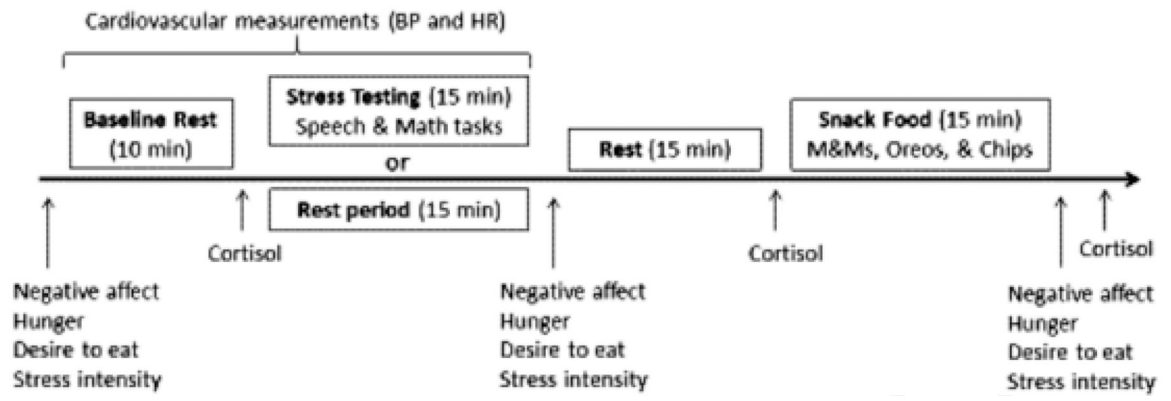 Cardiovascular measurements (BP and HR)
Baseline Rest
(10 min)
Stress Testing (15 min)
Speech & Math tasks
or
Rest period (15 min)
Rest (15 min)
Snack Food (15 min)
M&Ms, Oreos, & Chips
Cortisol
Cortisol
Cortisol
Negative affect
Hunger
Desire to eat
Stress intensity
Negative affect
Hunger
Desire to eat
Stress intensity
Negative affect
Hunger
Desire to eat
Stress intensity